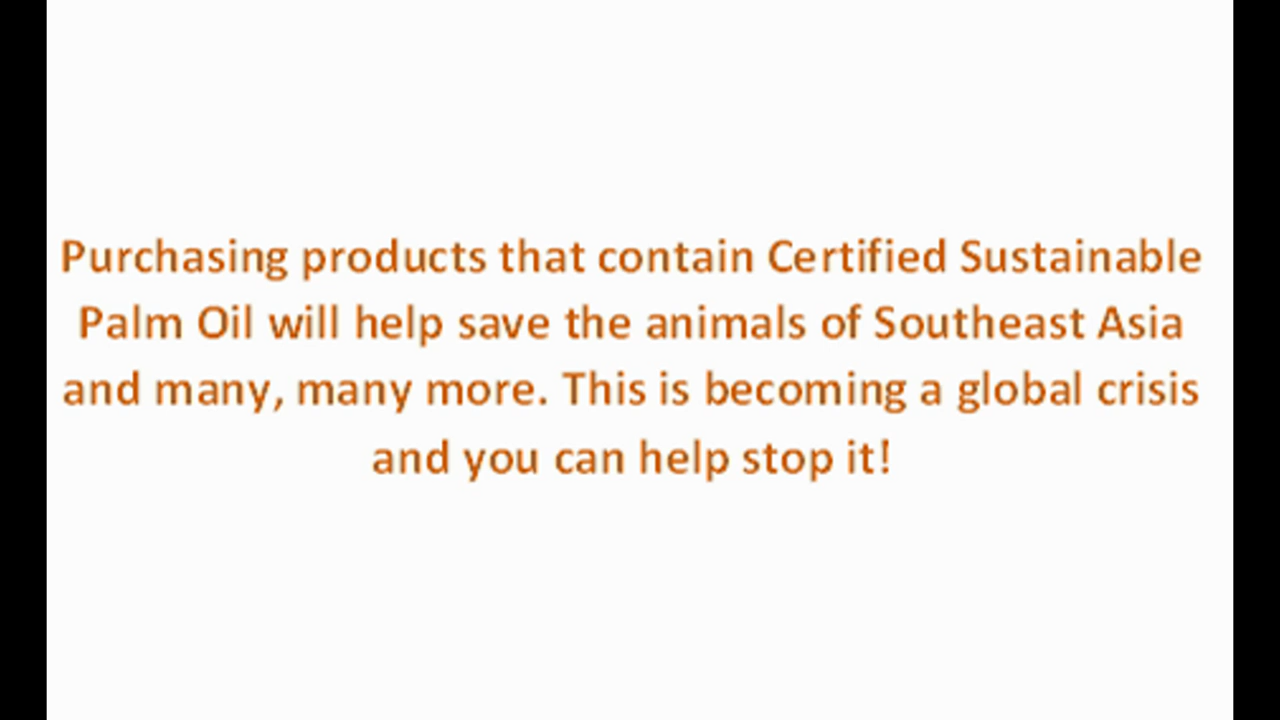 Purchasing products that contain Certified Sustainable
Palm Oil will help save the animals of Southeast Asia
and many, many more. This is becoming a global crisis
and you can help stop it!